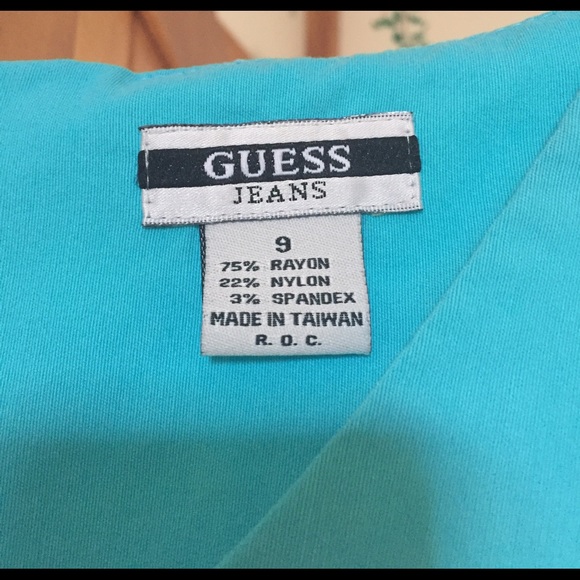 GUESS
JEANS
9
75% RAYON
22% NYLON
3% SPANDEX
MADE IN TAIWAN
R. O. C.